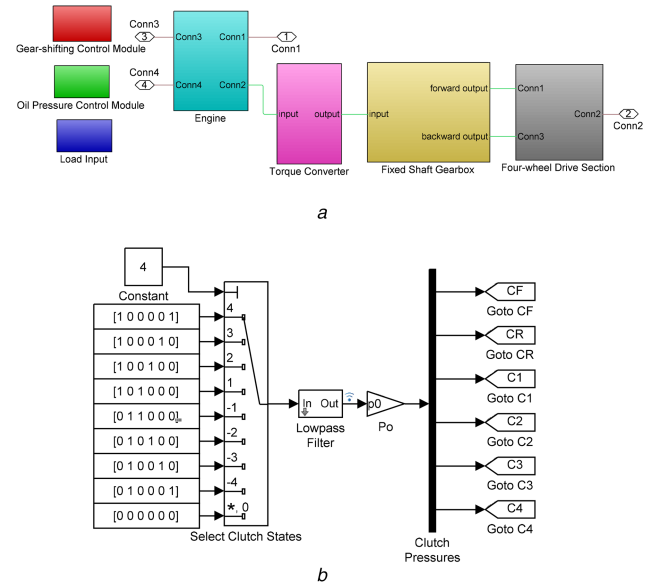 Conn3
3
Conn4
4
Gear-shifting Control Module
Oil Pressure Control Module
Load Input
Conn3
Conn1
Conn4
Conn2
Engine
1
Conn1
input
output
Torque Converter
input
forward output
backward output
Fixed Shaft Gearbox
Conn1
Conn3
Conn2
Four-wheel Drive Section
2
Conn2
a
4
Constant
[1 0 0 0 0 1]
[1 0 0 0 1 0]
[1 0 0 1 0 0]
[1 0 1 0 0 0]
[0 1 1 0 0 0]
[0 1 0 1 0 0]
[0 1 0 0 1 0]
[0 1 0 0 0 1]
[0 0 0 0 0 0]
4
3
2
1
-1
-2
-3
-4
*, 0
Select Clutch States
In Out
Lowpass
Filter
p0
Po
Clutch
Pressures
CF
Goto CF
CR
Goto CR
C1
Goto C1
C2
Goto C2
C3
Goto C3
C4
Goto C4
b